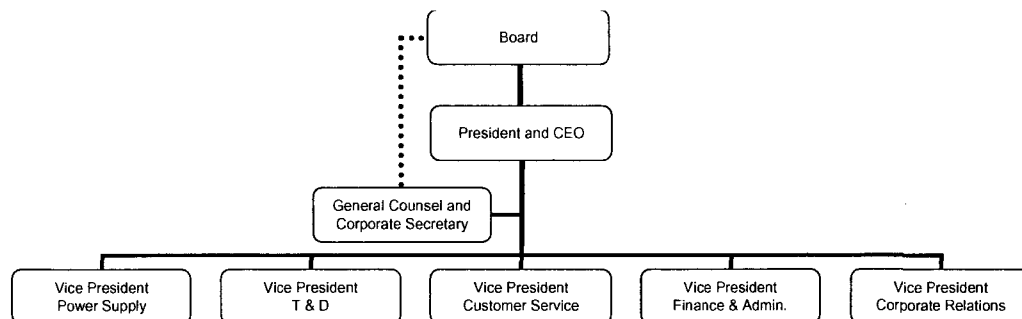 Board
President and CEO
General Counsel and
Corporate Secretary
Vice President
Power Supply
Vice President
T & D
Vice President
Customer Service
Vice President
Finance & Admin.
Vice President
Corporate Relations